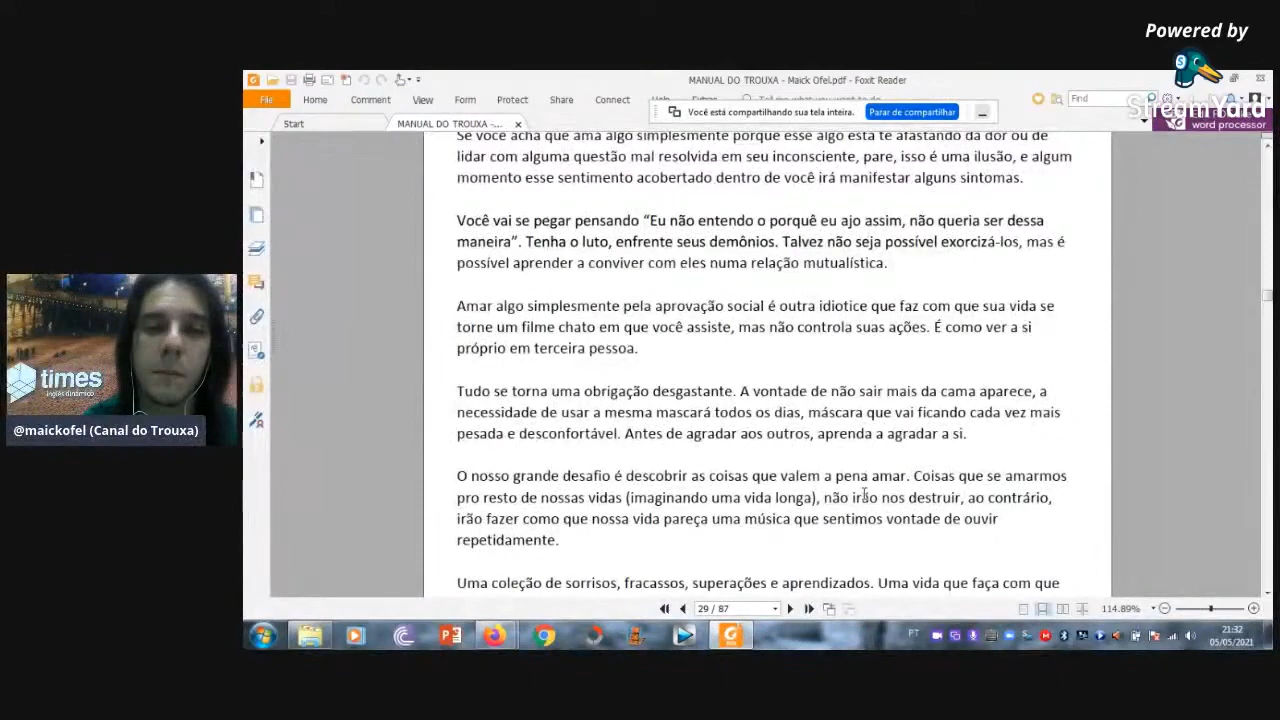 Powered by
StreamYard
MANUAL DO TROUXA - Maick Ofel.pdf - Foxit Reader
File Home Comment View Form Protect Share Connect Find
Você está compartilhando sua tela inteira. Parar de compartilhar
word processor
Start MANUAL DO TROUXA -...
Se você acha que ama algo simplesmente porque esse algo está te afastando da dor ou de
lidar com alguma questão mal resolvida em seu inconsciente, pare, isso é uma ilusão, e algum
momento esse sentimento acobertado dentro de você irá manifestar alguns sintomas.
Você vai se pegar pensando “Eu não entendo o porquê eu ajo assim, não queria ser dessa
maneira”. Tenha o luto, enfrente seus demônios. Talvez não seja possível exorcizá-los, mas é
possível aprender a conviver com eles numa relação mutualística.
Amar algo simplesmente pela aprovação social é outra idiotice que faz com que sua vida se
torne um filme chato em que você assiste, mas não controla suas ações. É como ver a si
próprio em terceira pessoa.
Tudo se torna uma obrigação desgastante. A vontade de não sair mais da cama aparece, a
necessidade de usar a mesma mascará todos os dias, máscara que vai ficando cada vez mais
pesada e desconfortável. Antes de agradar aos outros, aprenda a agradar a si.
O nosso grande desafio é descobrir as coisas que valem a pena amar. Coisas que se amarmos
pro resto de nossas vidas (imaginando uma vida longa), não irão nos destruir, ao contrário,
irão fazer como que nossa vida pareça uma música que sentimos vontade de ouvir
repetidamente.
Uma coleção de sorrisos, fracassos, superações e aprendizados. Uma vida que faça com que
times
inglês dinâmico
@maickofel (Canal do Trouxa)
29 / 87
114.89%
PT
21:32
05/05/2021